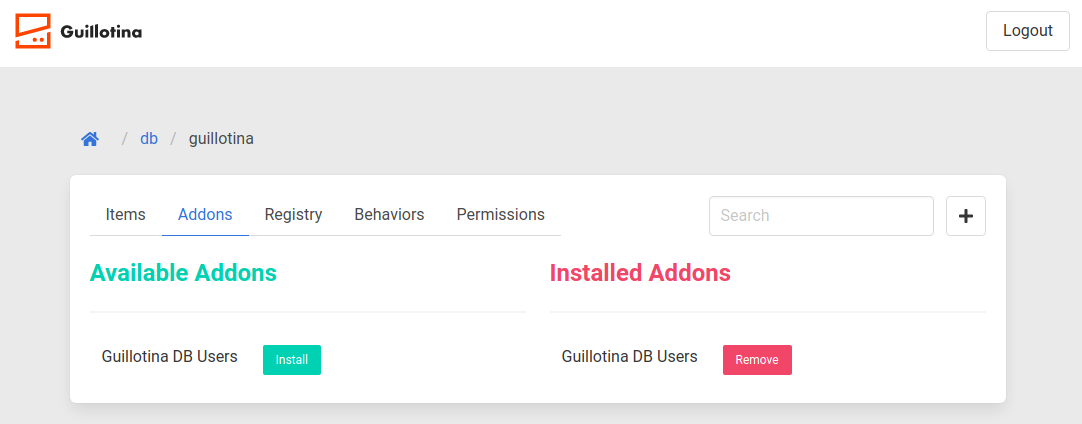 Guillotina
Logout
/ db / guillotina
Items Addons Registry Behaviors Permissions Search
Available Addons
Installed Addons
Guillotina DB Users Install
Guillotina DB Users Remove